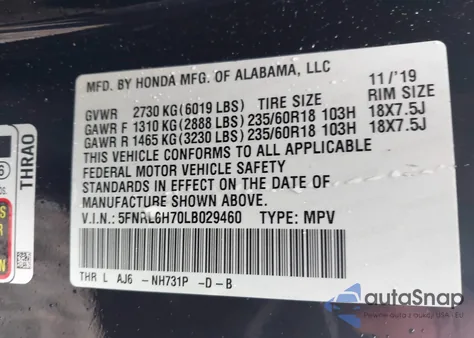 MFD. BY HONDA MFG. OF ALABAMA, LLC
11/'19
GVWR 2730 KG(6019 LBS) TIRE SIZE RIM SIZE
GAWR F 1310 KG(2888 LBS) 235/60R18 103H 18X7.5J
GAWR R 1465 KG(3230 LBS) 235/60R18 103H 18X7.5J
THIS VEHICLE CONFORMS TO ALL APPLICABLE
FEDERAL MOTOR VEHICLE SAFETY
STANDARDS IN EFFECT ON THE DATE OF
MANUFACTURE SHOWN ABOVE.
V.I.N.: 5FNRL6H70LB029460 TYPE: MPV
THR L AJ6 -NH731P -D -B
THRA0
autoSnap